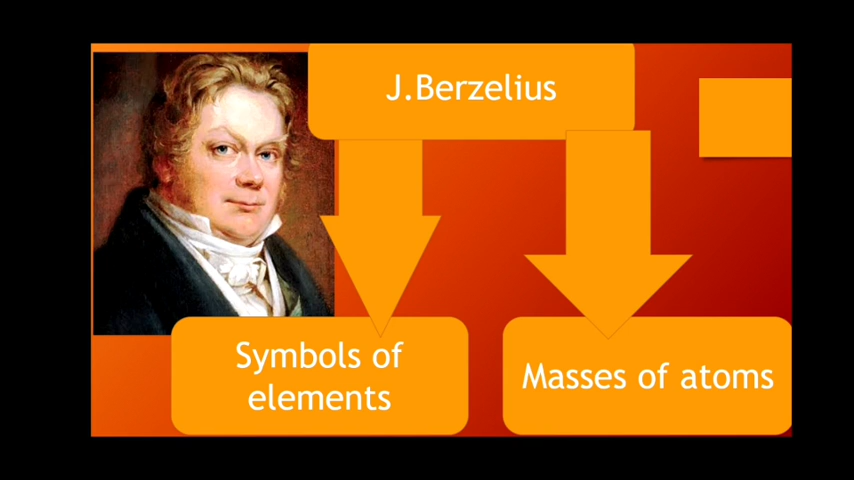 J.Berzelius
Symbols of
elements
Masses of atoms